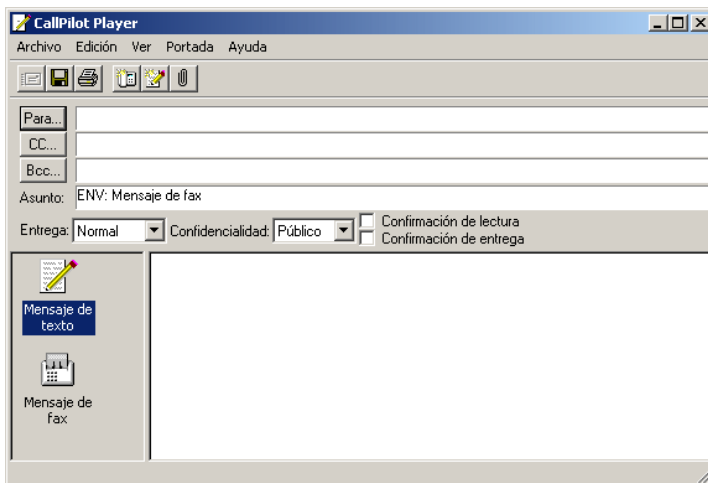 CallPilot Player
Archivo Edición Ver Portada Ayuda
Para...
CC...
Bcc...
Asunto: ENV: Mensaje de fax
Entrega: Normal Confidencialidad: Público Confirmación de lectura
Confirmación de entrega
Mensaje de
texto
Mensaje de
fax